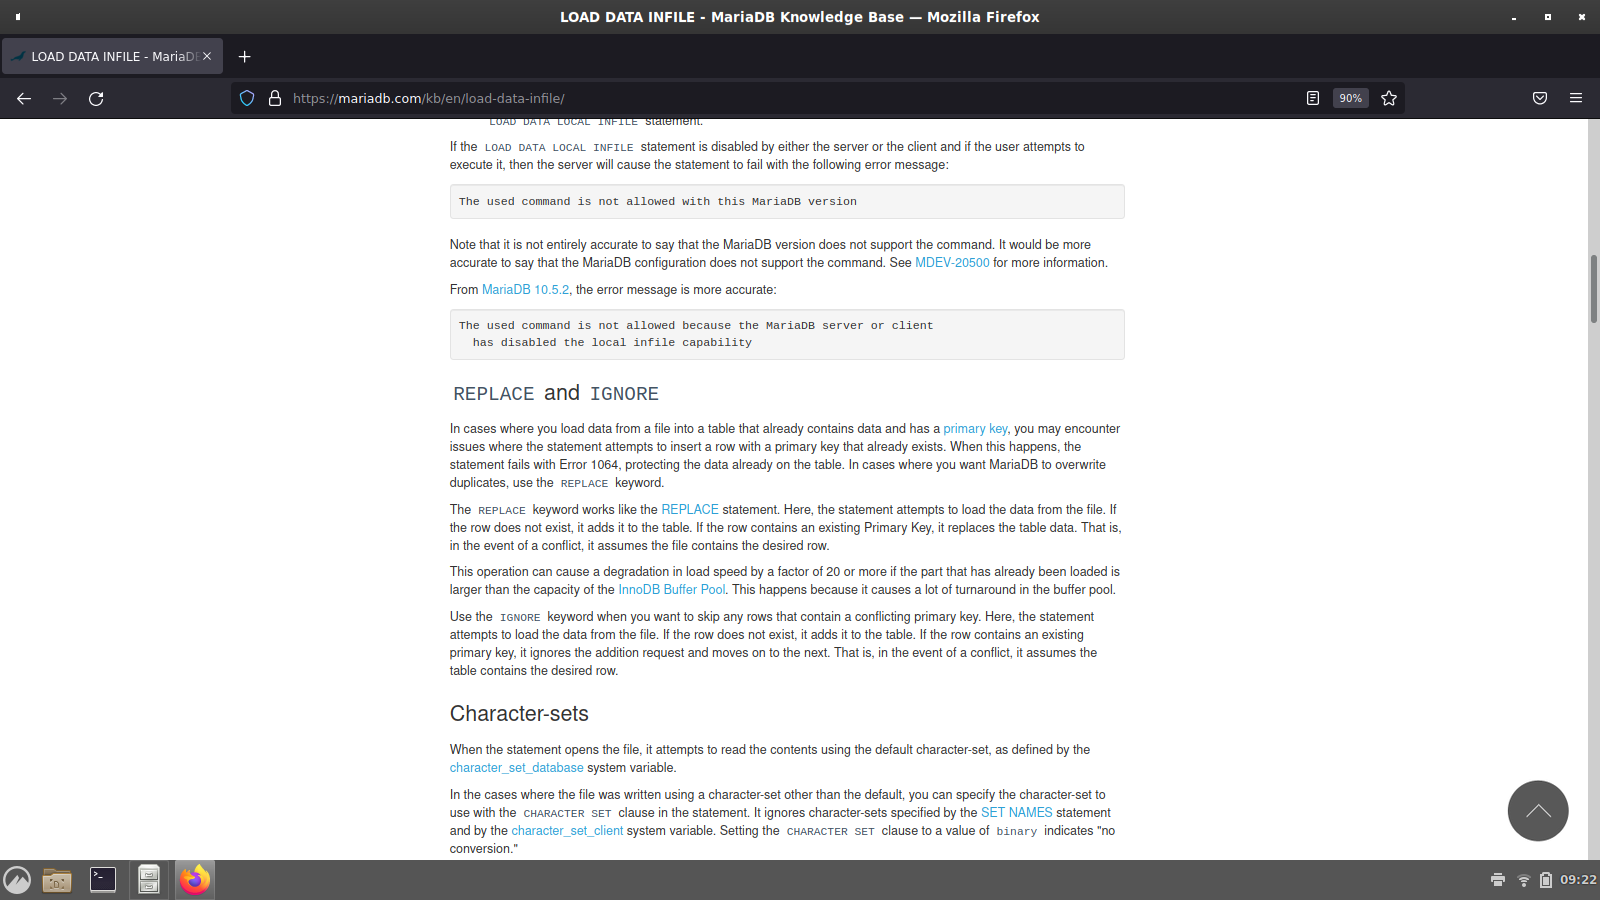 LOAD DATA INFILE - MariaDB Knowledge Base — Mozilla Firefox
LOAD DATA INFILE - MariaDB
https://mariadb.com/kb/en/load-data-infile/
90%
LOAD DATA LOCAL INFILE statement.
If the LOAD DATA LOCAL INFILE statement is disabled by either the server or the client and if the user attempts to
execute it, then the server will cause the statement to fail with the following error message:
The used command is not allowed with this MariaDB version
Note that it is not entirely accurate to say that the MariaDB version does not support the command. It would be more
accurate to say that the MariaDB configuration does not support the command. See MDEV-20500 for more information.
From MariaDB 10.5.2, the error message is more accurate:
The used command is not allowed because the MariaDB server or client
has disabled the local infile capability
REPLACE and IGNORE
In cases where you load data from a file into a table that already contains data and has a primary key, you may encounter
issues where the statement attempts to insert a row with a primary key that already exists. When this happens, the
statement fails with Error 1064, protecting the data already on the table. In cases where you want MariaDB to overwrite
duplicates, use the REPLACE keyword.
The REPLACE keyword works like the REPLACE statement. Here, the statement attempts to load the data from the file. If
the row does not exist, it adds it to the table. If the row contains an existing Primary Key, it replaces the table data. That is,
in the event of a conflict, it assumes the file contains the desired row.
This operation can cause a degradation in load speed by a factor of 20 or more if the part that has already been loaded is
larger than the capacity of the InnoDB Buffer Pool. This happens because it causes a lot of turnaround in the buffer pool.
Use the IGNORE keyword when you want to skip any rows that contain a conflicting primary key. Here, the statement
attempts to load the data from the file. If the row does not exist, it adds it to the table. If the row contains an existing
primary key, it ignores the addition request and moves on to the next. That is, in the event of a conflict, it assumes the
table contains the desired row.
Character-sets
When the statement opens the file, it attempts to read the contents using the default character-set, as defined by the
character_set_database system variable.
In the cases where the file was written using a character-set other than the default, you can specify the character-set to
use with the CHARACTER SET clause in the statement. It ignores character-sets specified by the SET NAMES statement
and by the character_set_client system variable. Setting the CHARACTER SET clause to a value of binary indicates "no
conversion."
09:22